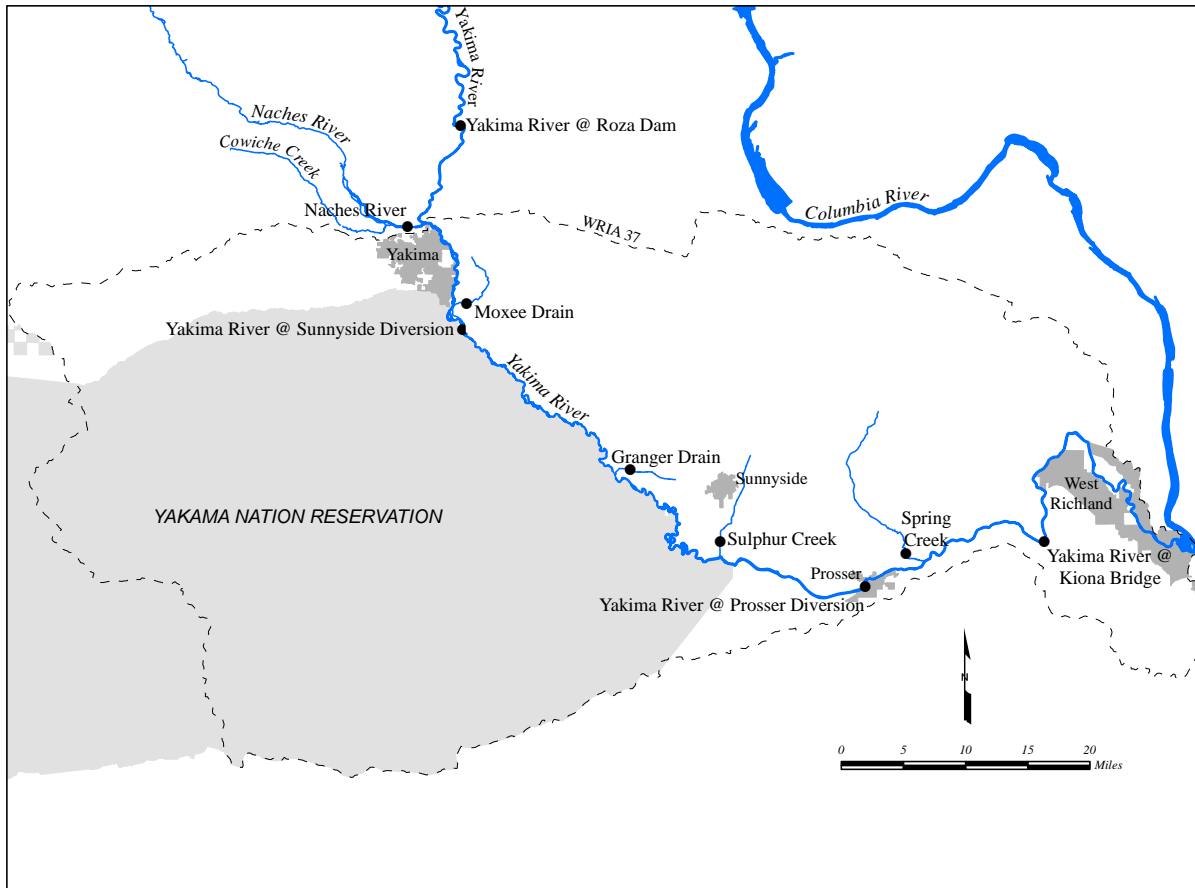 Yakima River
Naches River
Yakima River @ Roza Dam
Cowiche Creek
Columbia River
Naches River
WRIA 37
Yakima
Moxee Drain
Yakima River @ Sunnyside Diversion
Yakima River
Granger Drain
Sunnyside
West
Richland
YAKAMA NATION RESERVATION
Spring
Creek
Sulphur Creek
Yakima River @
Kiona Bridge
Prosser
Yakima River @ Prosser Diversion
N
0 5 10 15 20
Miles